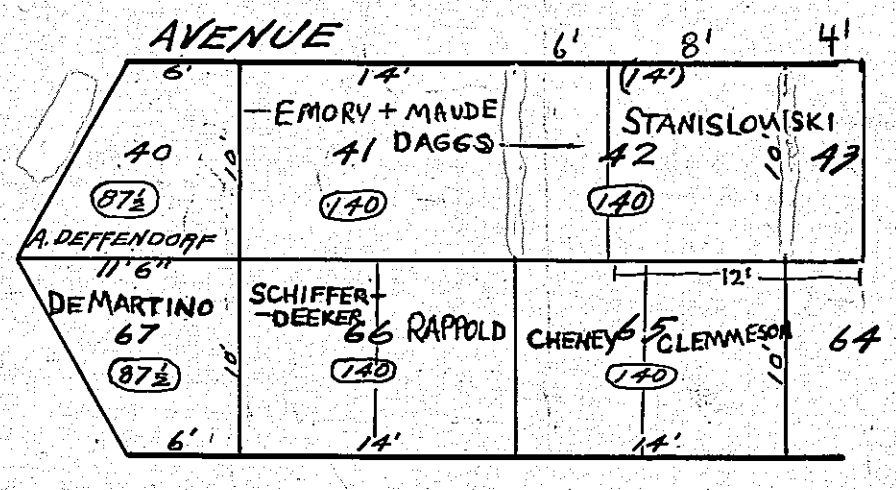 AVENUE 6' 8' 4'
6' 14' (14')
EMORY + MAUDE
DAGGS
STANISLOWSKI
40 10' 41 42 10' 43
87½ 140 140
A. DEFFENDORF
11'6" 12'
DEMARTINO
SCHIFFER-
DEEKER
RAPPOLD
CHENEY
CLEMMESON
67 10' 66 65 10' 64
87½ 140 140
6' 14' 14'